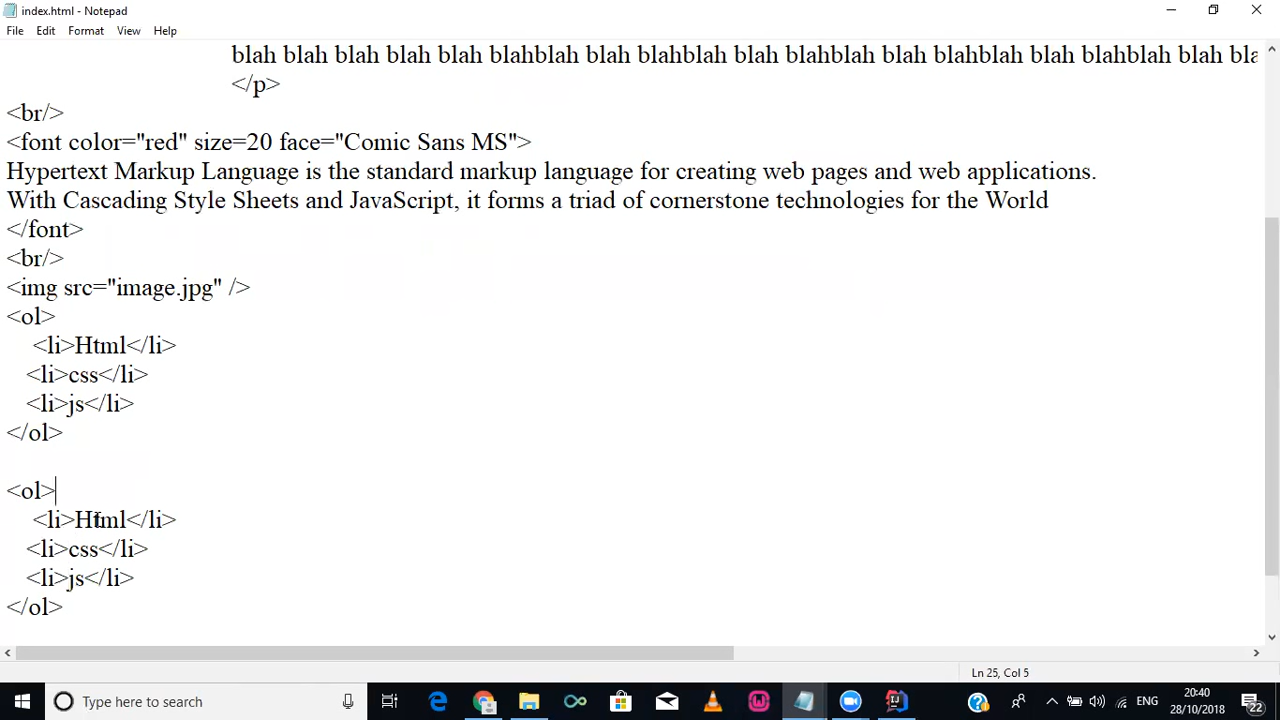 index.html - Notepad
File Edit Format View Help
blah blah blah blah blah blahblah blah blahblah blah blahblah blah blahblah blah blahblah blah bla
</p>
<br/>
<font color="red" size=20 face="Comic Sans MS">
Hypertext Markup Language is the standard markup language for creating web pages and web applications.
With Cascading Style Sheets and JavaScript, it forms a triad of cornerstone technologies for the World
</font>
<br/>
<img src="image.jpg" />
<ol>
<li>Html</li>
<li>css</li>
<li>js</li>
</ol>
<ol>
<li>Html</li>
<li>css</li>
<li>js</li>
</ol>
Ln 25, Col 5
Type here to search
ENG
20:40
28/10/2018
22